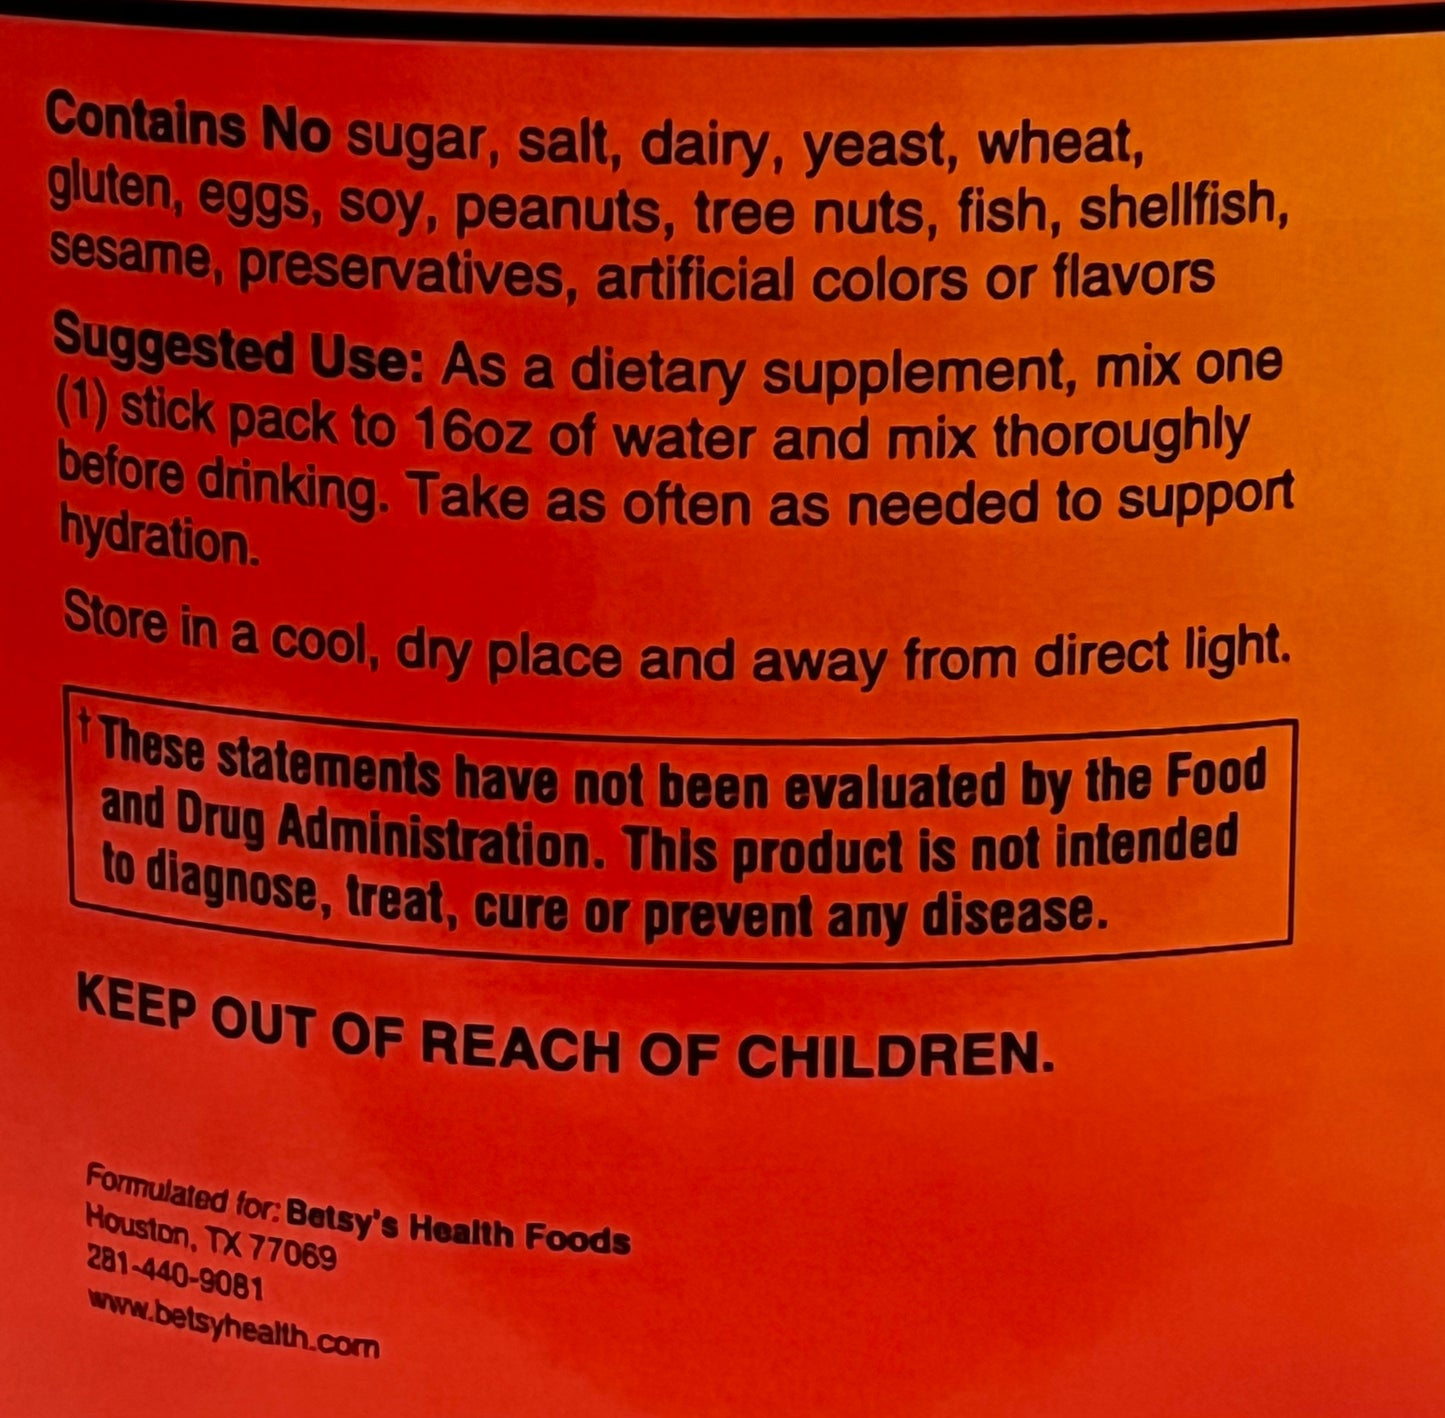 Contains No sugar, salt, dairy, yeast, wheat,
gluten, eggs, soy, peanuts, tree nuts, fish, shellfish,
sesame, preservatives, artificial colors or flavors
Suggested Use: As a dietary supplement, mix one
(1) stick pack to 16oz of water and mix thoroughly
before drinking. Take as often as needed to support
hydration.
Store in a cool, dry place and away from direct light.
† These statements have not been evaluated by the Food
and Drug Administration. This product is not intended
to diagnose, treat, cure or prevent any disease.
KEEP OUT OF REACH OF CHILDREN.
Formulated for: Betsy's Health Foods
Houston, TX 77069
281-440-9081
www.betsyhealth.com